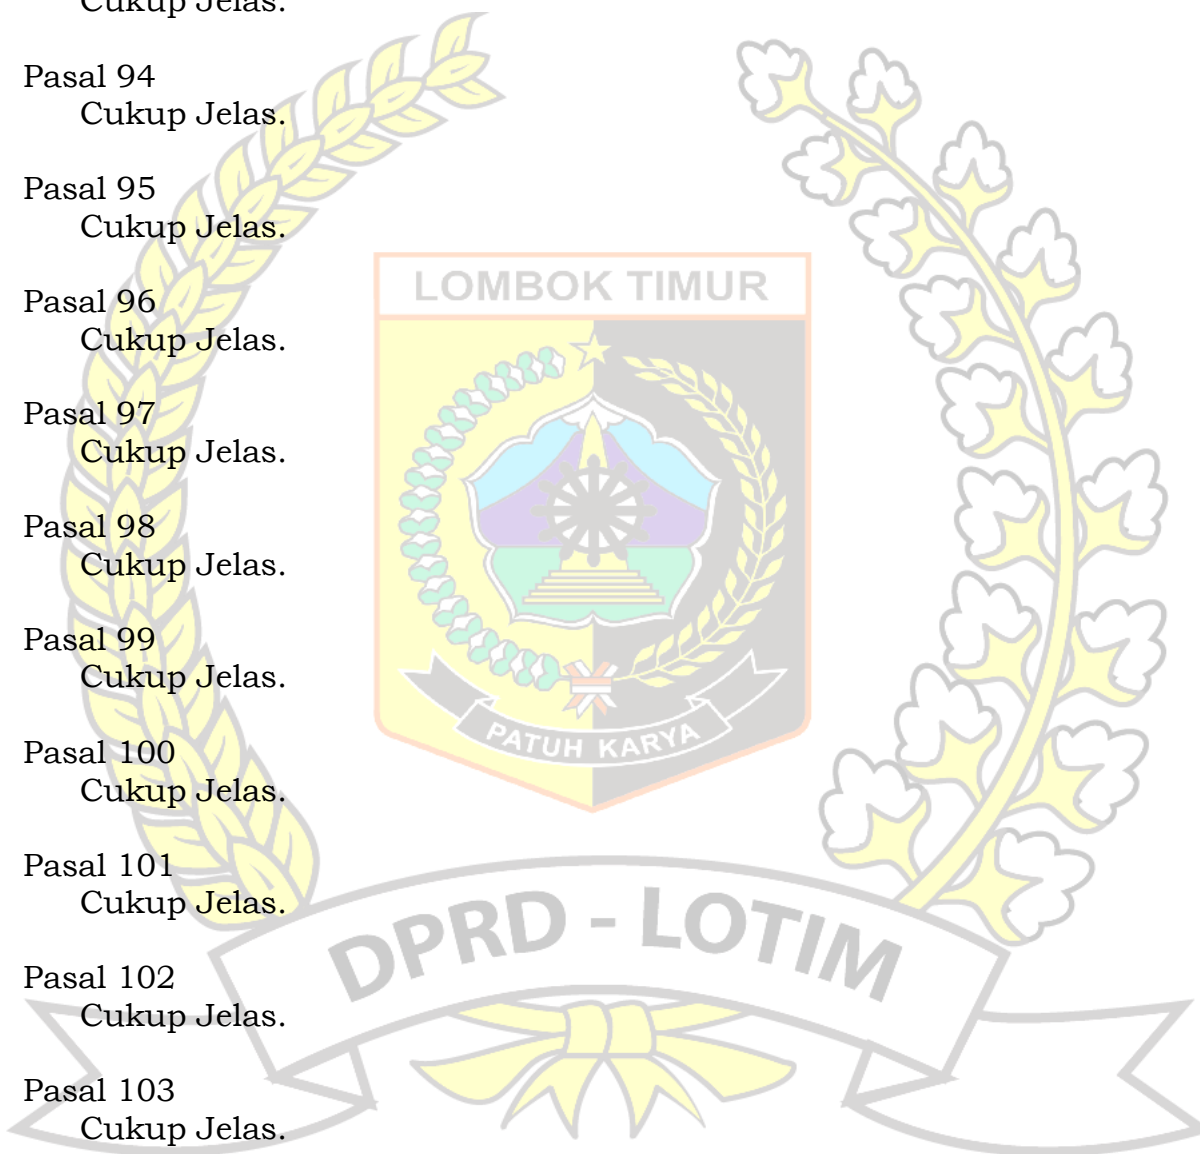 Cukup Jelas.
Pasal 94
Cukup Jelas.
Pasal 95
Cukup Jelas.
Pasal 96
Cukup Jelas.
Pasal 97
Cukup Jelas.
Pasal 98
Cukup Jelas.
Pasal 99
Cukup Jelas.
Pasal 100
Cukup Jelas.
Pasal 101
Cukup Jelas.
Pasal 102
Cukup Jelas.
Pasal 103
Cukup Jelas.
LOMBOK TIMUR
PATUH KARYA
DPRD - LOTIM